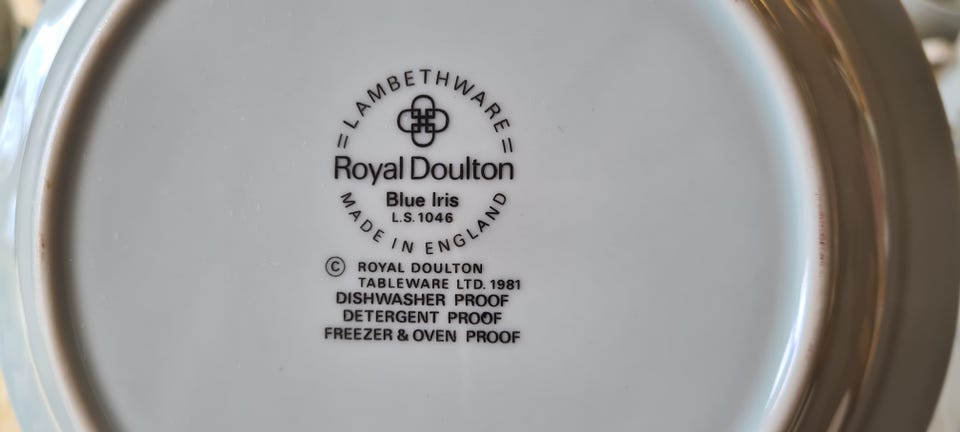 =LAMBETHWARE=
Royal Doulton
Blue Iris
L.S.1046
MADE IN ENGLAND
© ROYAL DOULTON
TABLEWARE LTD. 1981
DISHWASHER PROOF
DETERGENT PROOF
FREEZER & OVEN PROOF